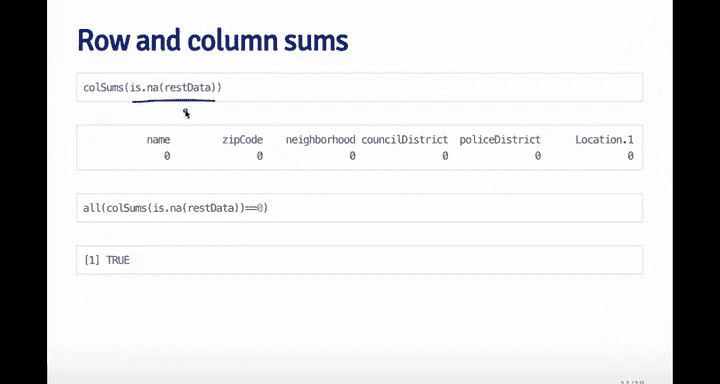 Row and column sums
colSums(is.na(restData))
name zipCode neighborhood councilDistrict policeDistrict Location.1
0 0 0 0 0 0
all(colSums(is.na(restData))==0)
[1] TRUE